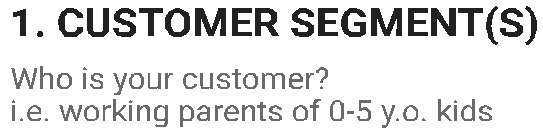 1. CUSTOMER SEGMENT(S)
Who is your customer?
i.e. working parents of 0-5 y.o. kids